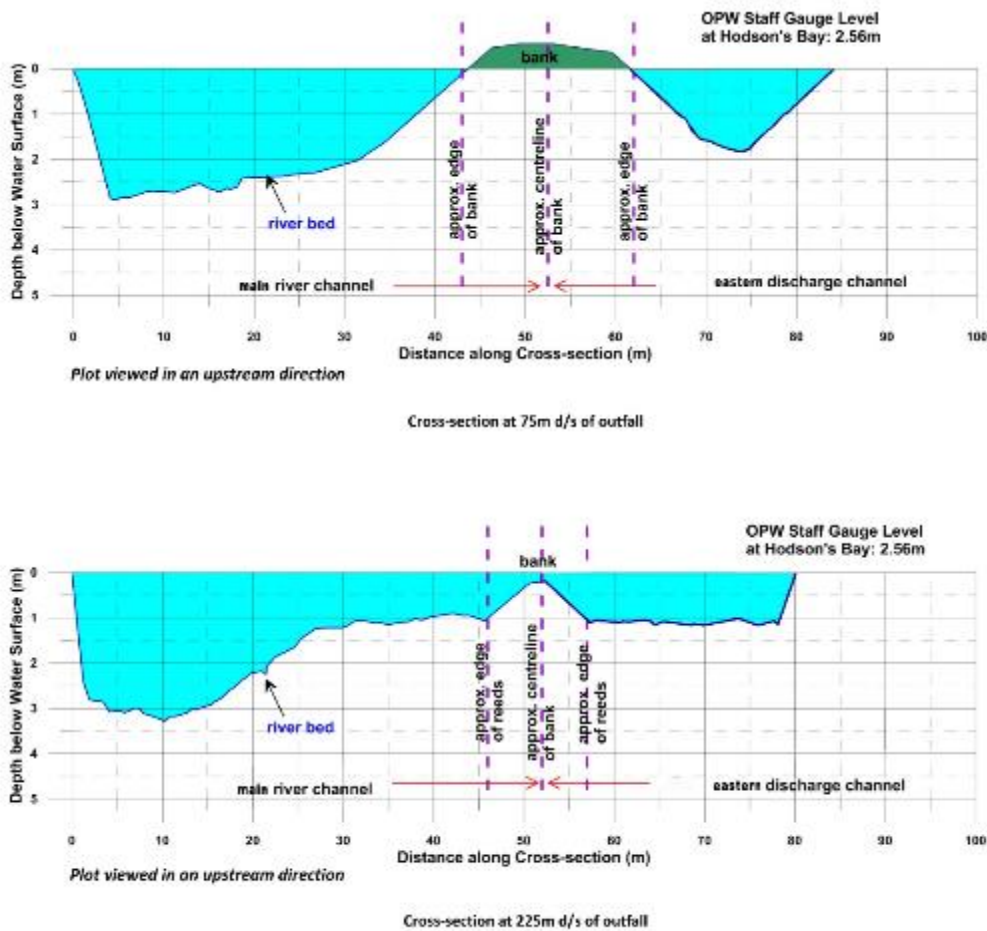 OPW Staff Gauge Level
at Hodson's Bay: 2.56m
bank
Depth below Water Surface (m)
0
1
2
3
4
5
river bed
approx. edge
of bank
approx. centreline
of bank
approx. edge
of bank
main river channel
eastern discharge channel
0 10 20 30 40 50 60 70 80 90 100
Distance along Cross-section (m)
Plot viewed in an upstream direction
Cross-section at 75m d/s of outfall
OPW Staff Gauge Level
at Hodson's Bay: 2.56m
bank
Depth below Water Surface (m)
0
1
2
3
4
5
river bed
approx. edge
of reeds
approx. centreline
of bank
approx. edge
of reeds
main river channel
eastern discharge channel
0 10 20 30 40 50 60 70 80 90 100
Distance along Cross-section (m)
Plot viewed in an upstream direction
Cross-section at 225m d/s of outfall